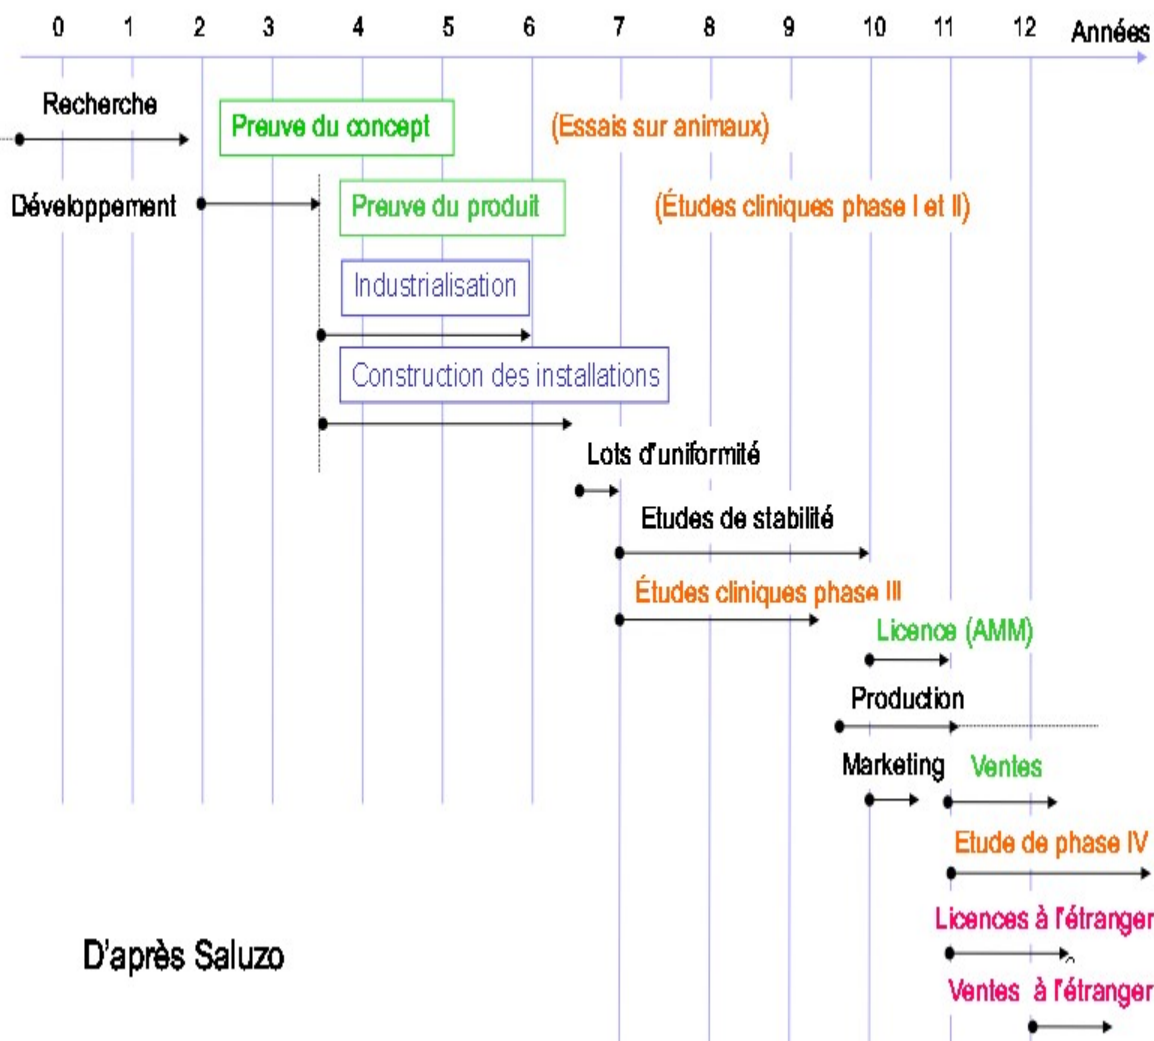 0 1 2 3 4 5 6 7 8 9 10 11 12 Années
Recherche
Preuve du concept (Essais sur animaux)
Développement Preuve du produit (Études cliniques phase I et II)
Industrialisation
Construction des installations
Lots d'uniformité
Etudes de stabilité
Études cliniques phase III
Licence (AMM)
Production
Marketing Ventes
Etude de phase IV
Licences à l'étranger
D'après Saluzo
Ventes à l'étranger